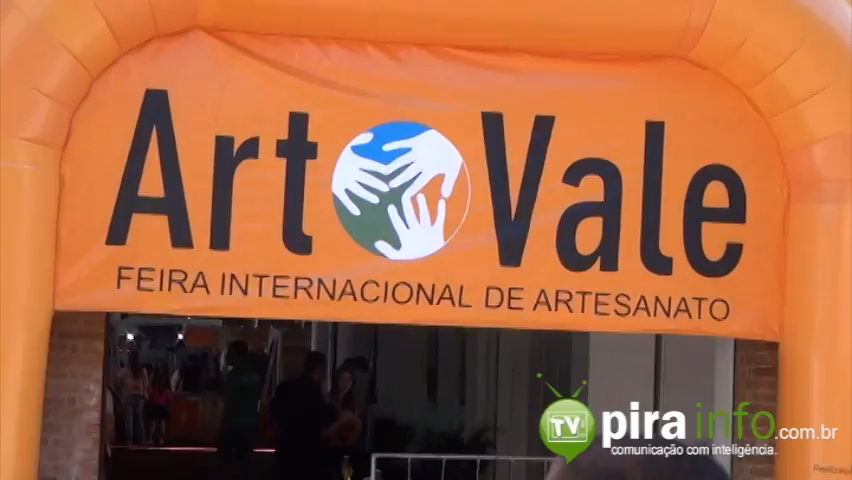 Art Vale
FEIRA INTERNACIONAL DE ARTESANATO
TV pira info.com.br
comunicação com inteligência.